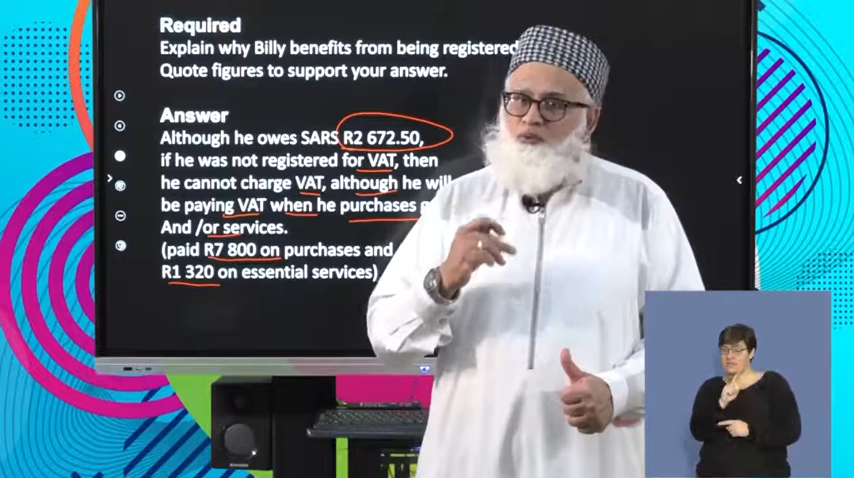 Required
Explain why Billy benefits from being registered
Quote figures to support your answer.
Answer
Although he owes SARS R2 672.50,
if he was not registered for VAT, then
he cannot charge VAT, although he will
be paying VAT when he purchases
And /or services.
(paid R7 800 on purchases and
R1 320 on essential services)